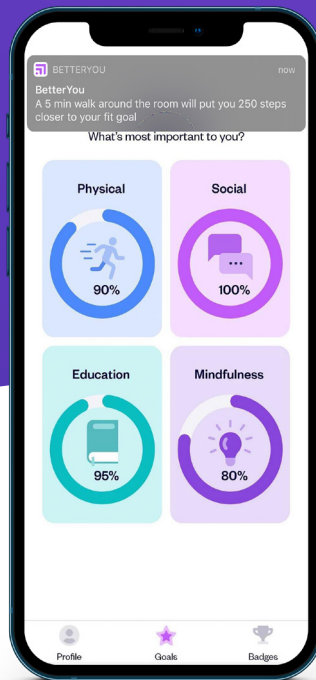 BETTERYOU now
BetterYou
A 5 min walk around the room will put you 250 steps
closer to your fit goal
What's most important to you?
Physical Social
90% 100%
Education Mindfulness
95% 80%
Profile Goals Badges